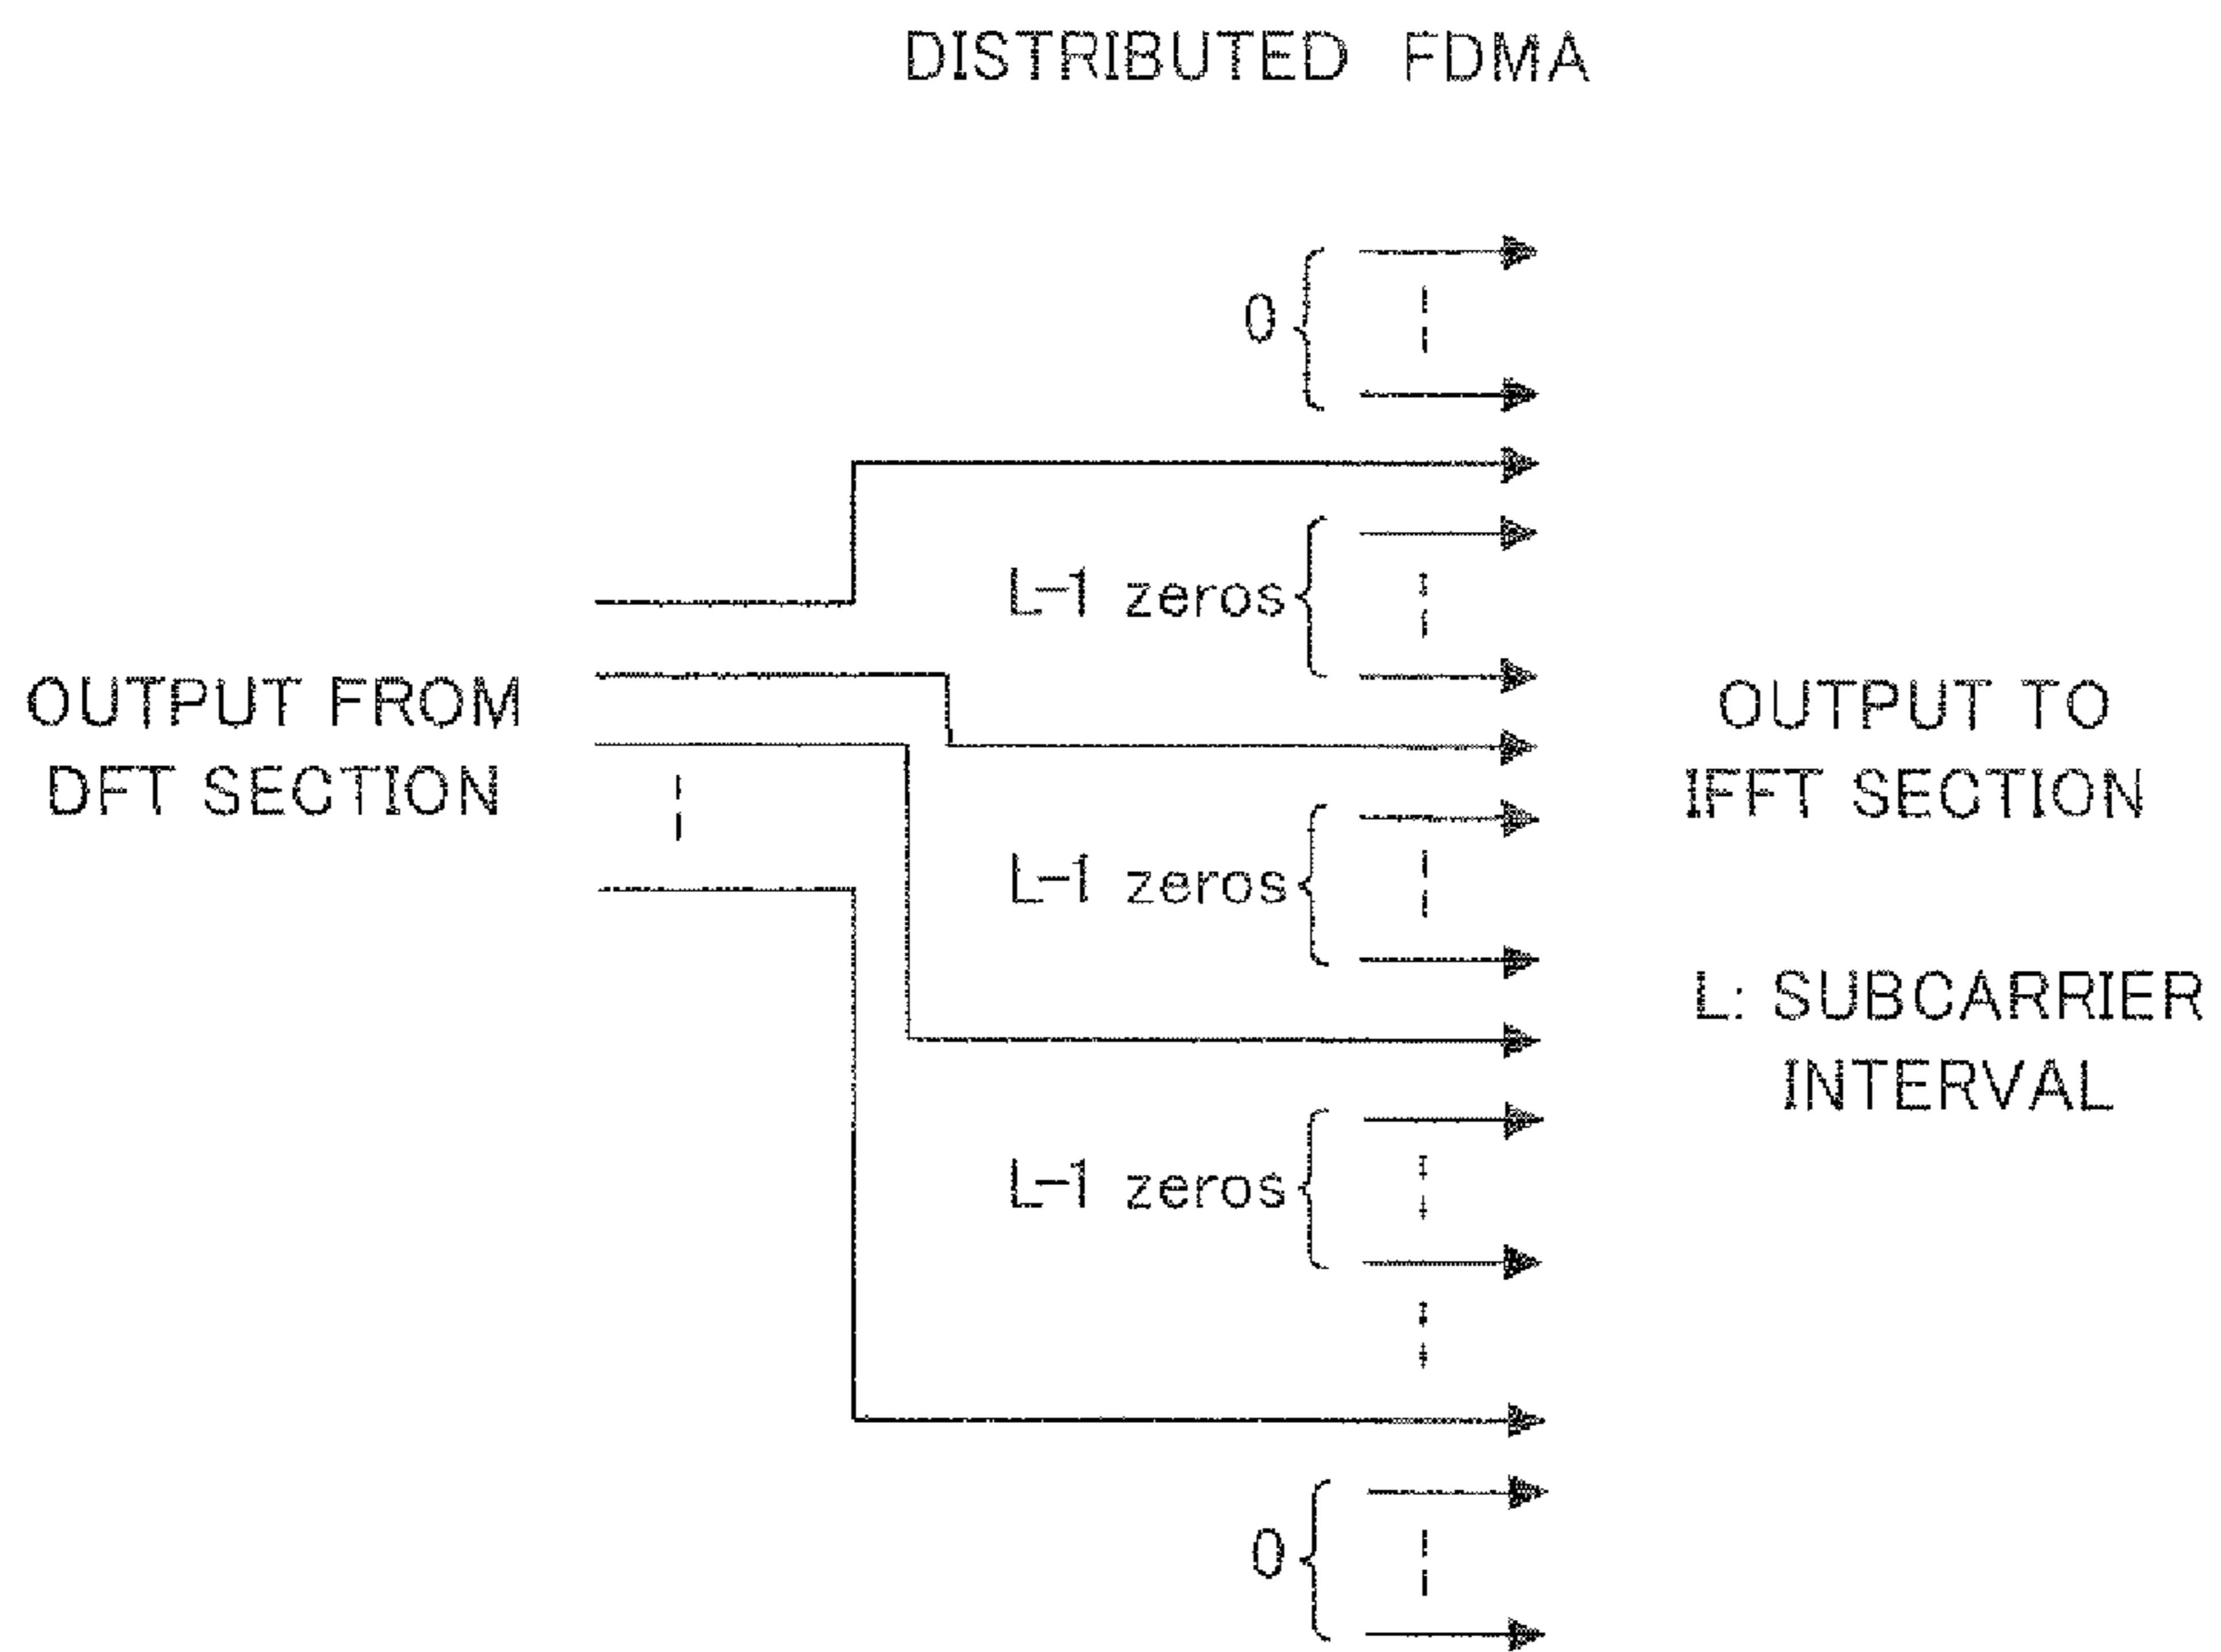 DISTRIBUTED FDMA
0
L-1 zeros
OUTPUT FROM
DFT SECTION
OUTPUT TO
IFFT SECTION
L-1 zeros
L: SUBCARRIER
INTERVAL
L-1 zeros
0